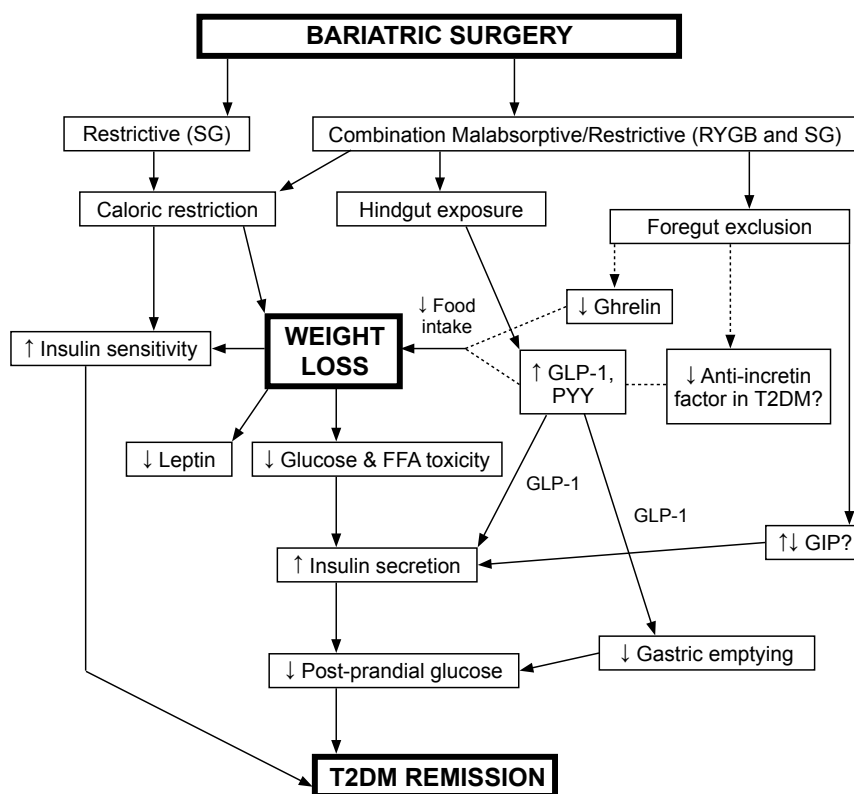 BARIATRIC SURGERY
Restrictive (SG)
Combination Malabsorptive/Restrictive (RYGB and SG)
Caloric restriction
Hindgut exposure
Foregut exclusion
↓ Ghrelin
↓ Food
intake
↑ Insulin sensitivity
WEIGHT
LOSS
↑ GLP-1,
PYY
↓ Anti-incretin
factor in T2DM?
↓ Leptin
↓ Glucose & FFA toxicity
GLP-1
GLP-1
↑ Insulin secretion
↑↓ GIP?
↓ Post-prandial glucose
↓ Gastric emptying
T2DM REMISSION